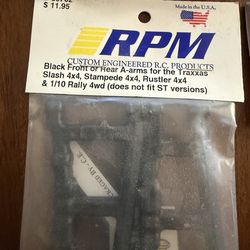 $ 11.95
Made in the U.S.A.
RPM
CUSTOM ENGINEERED R.C. PRODUCTS
Black Front or Rear A-arms for the Traxxas
Slash 4x4, Stampede 4x4, Rustler 4x4
& 1/10 Rally 4wd (does not fit ST versions)